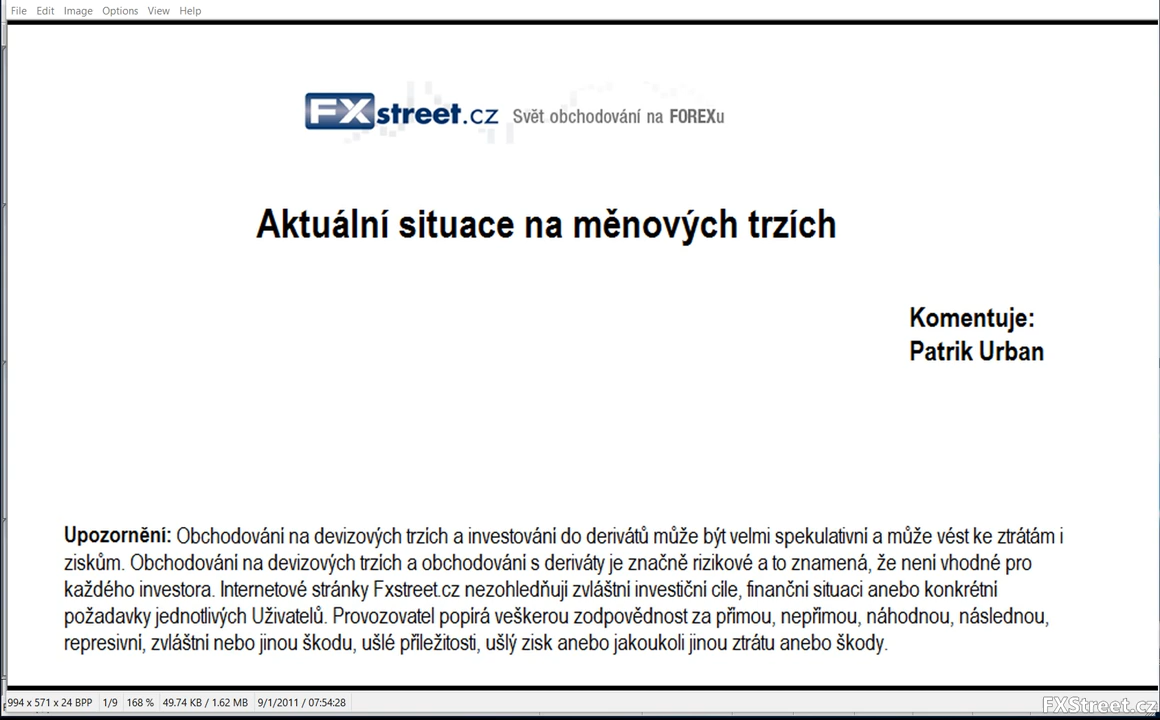 File Edit Image Options View Help
FXstreet.cz Svět obchodování na FOREXu
Aktuální situace na měnových trzích
Komentuje:
Patrik Urban
Upozornění: Obchodování na devizových trzích a investování do derivátů může být velmi spekulativní a může vést ke ztrátám i
ziskům. Obchodování na devizových trzích a obchodování s deriváty je značně rizikové a to znamená, že není vhodné pro
každého investora. Internetové stránky Fxstreet.cz nezohledňují zvláštní investiční cíle, finanční situaci anebo konkrétní
požadavky jednotlivých Uživatelů. Provozovatel popírá veškerou zodpovědnost za přímou, nepřímou, náhodnou, následnou,
represivní, zvláštní nebo jinou škodu, ušlé příležitosti, ušlý zisk anebo jakoukoli jinou ztrátu anebo škody.
994 x 571 x 24 BPP 1/9 168 % 49.74 KB / 1.62 MB 9/1/2011 / 07:54:28
FXStreet.cz